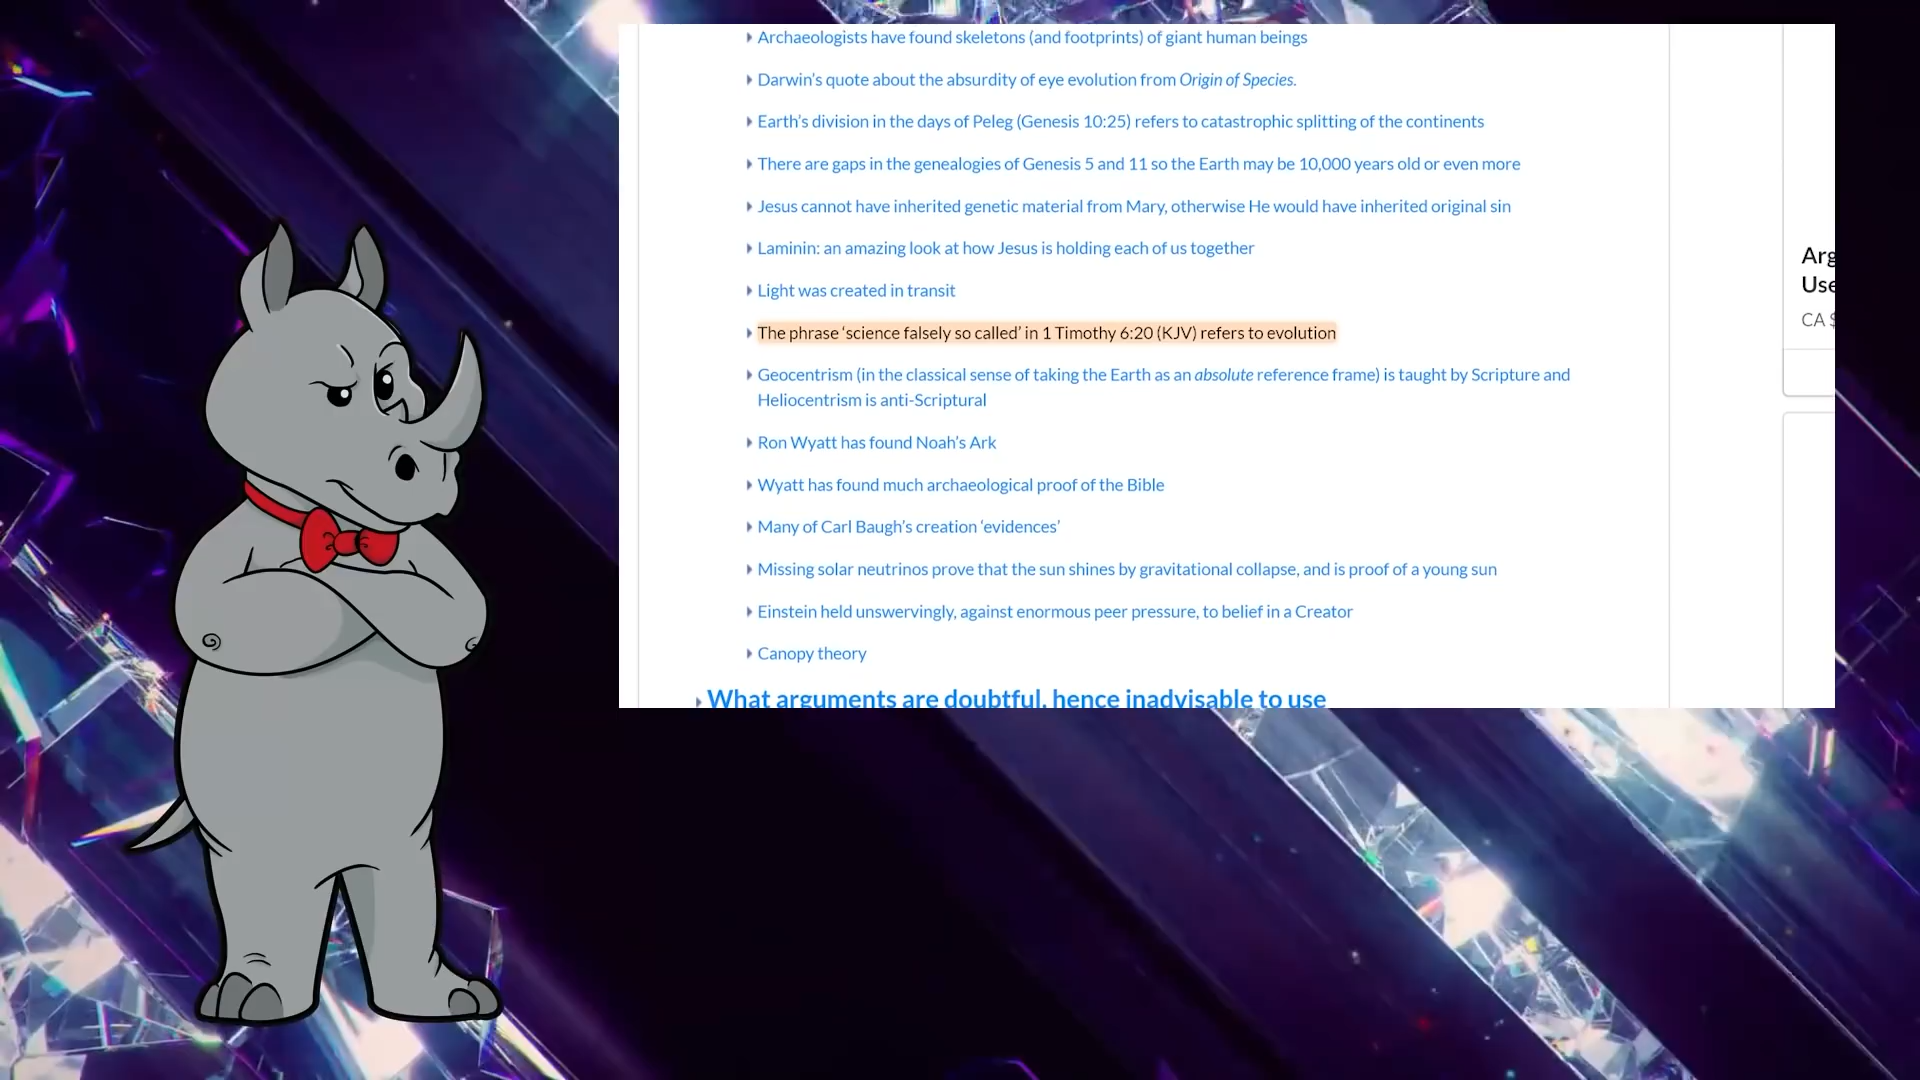 Archaeologists have found skeletons (and footprints) of giant human beings
Darwin’s quote about the absurdity of eye evolution from Origin of Species.
Earth’s division in the days of Peleg (Genesis 10:25) refers to catastrophic splitting of the continents
There are gaps in the genealogies of Genesis 5 and 11 so the Earth may be 10,000 years old or even more
Jesus cannot have inherited genetic material from Mary, otherwise He would have inherited original sin
Laminin: an amazing look at how Jesus is holding each of us together
Light was created in transit
The phrase ‘science falsely so called’ in 1 Timothy 6:20 (KJV) refers to evolution
Geocentrism (in the classical sense of taking the Earth as an absolute reference frame) is taught by Scripture and
Heliocentrism is anti-Scriptural
Ron Wyatt has found Noah’s Ark
Wyatt has found much archaeological proof of the Bible
Many of Carl Baugh’s creation ‘evidences’
Missing solar neutrinos prove that the sun shines by gravitational collapse, and is proof of a young sun
Einstein held unswervingly, against enormous peer pressure, to belief in a Creator
Canopy theory
What arguments are doubtful, hence inadvisable to use
Arg
Use
CA $